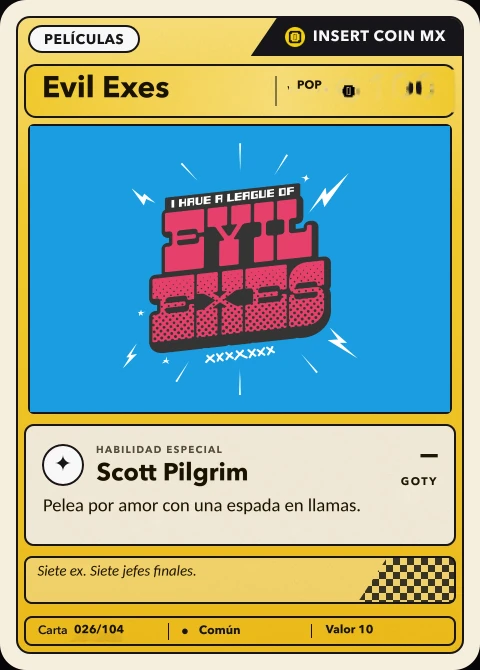 PELÍCULAS
INSERT COIN MX
Evil Exes
POP
I HAVE A LEAGUE OF
EVIL
EXES
XXXXXXX
HABILIDAD ESPECIAL
Scott Pilgrim
—
GOTY
Pelea por amor con una espada en llamas.
Siete ex. Siete jefes finales.
Carta 026/104
• Común
Valor 10